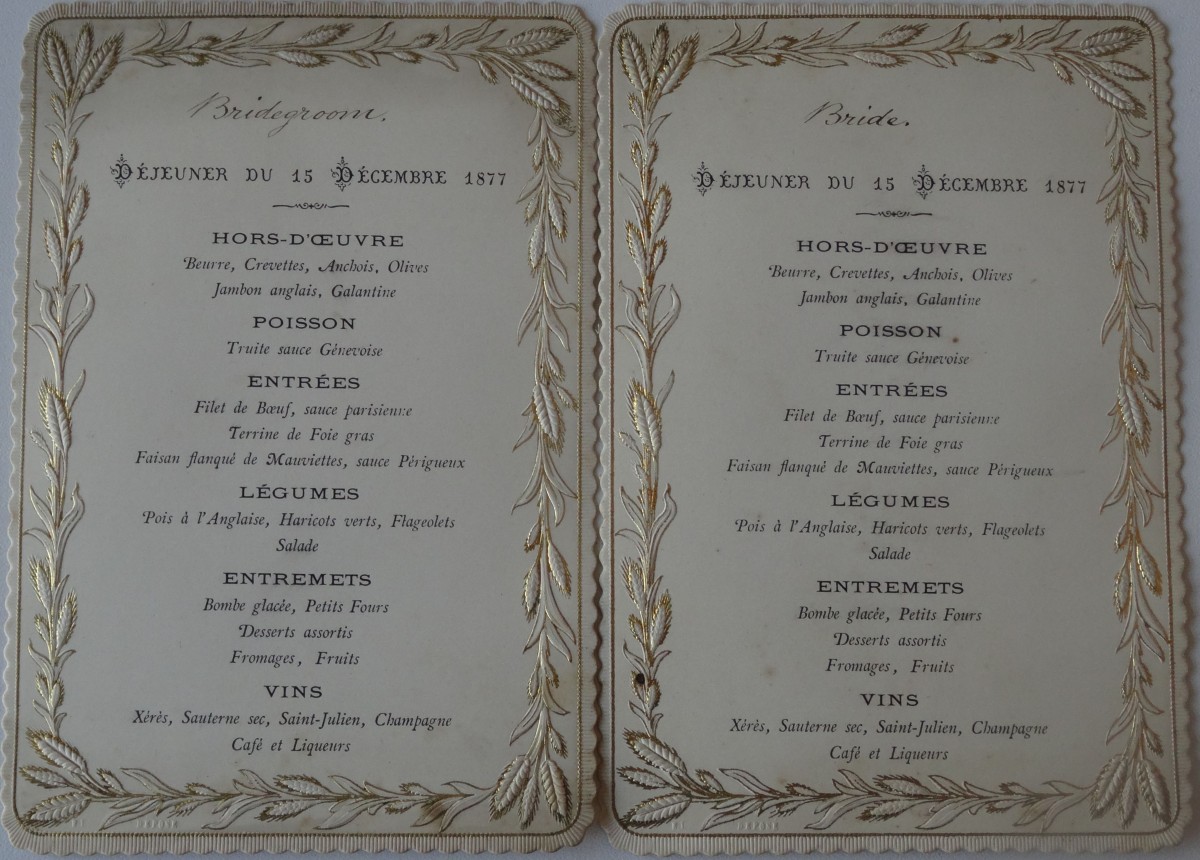 Bridegroom.
DÉJEUNER DU 15 DÉCEMBRE 1877
HORS-D'ŒUVRE
Beurre, Crevettes, Anchois, Olives
Jambon anglais, Galantine
POISSON
Truite sauce Génevoise
ENTRÉES
Filet de Bœuf, sauce parisienne
Terrine de Foie gras
Faisan flanqué de Mauviettes, sauce Périgueux
LÉGUMES
Pois à l'Anglaise, Haricots verts, Flageolets
Salade
ENTREMETS
Bombe glacée, Petits Fours
Desserts assortis
Fromages, Fruits
VINS
Xérès, Sauterne sec, Saint-Julien, Champagne
Café et Liqueurs
Bride.
DÉJEUNER DU 15 DÉCEMBRE 1877
HORS-D'ŒUVRE
Beurre, Crevettes, Anchois, Olives
Jambon anglais, Galantine
POISSON
Truite sauce Génevoise
ENTRÉES
Filet de Bœuf, sauce parisienne
Terrine de Foie gras
Faisan flanqué de Mauviettes, sauce Périgueux
LÉGUMES
Pois à l'Anglaise, Haricots verts, Flageolets
Salade
ENTREMETS
Bombe glacée, Petits Fours
Desserts assortis
Fromages, Fruits
VINS
Xérès, Sauterne sec, Saint-Julien, Champagne
Café et Liqueurs